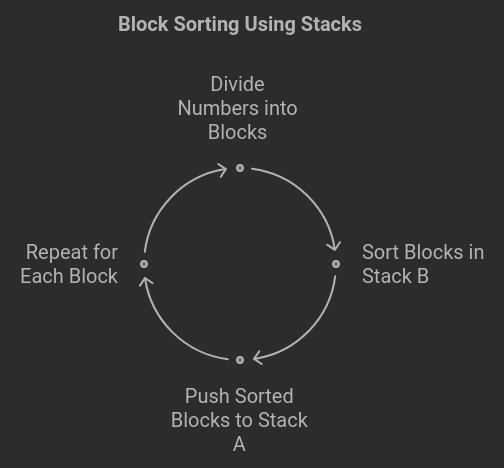 Block Sorting Using Stacks
Divide
Numbers into
Blocks
Repeat for
Each Block
Sort Blocks in
Stack B
Push Sorted
Blocks to Stack
A